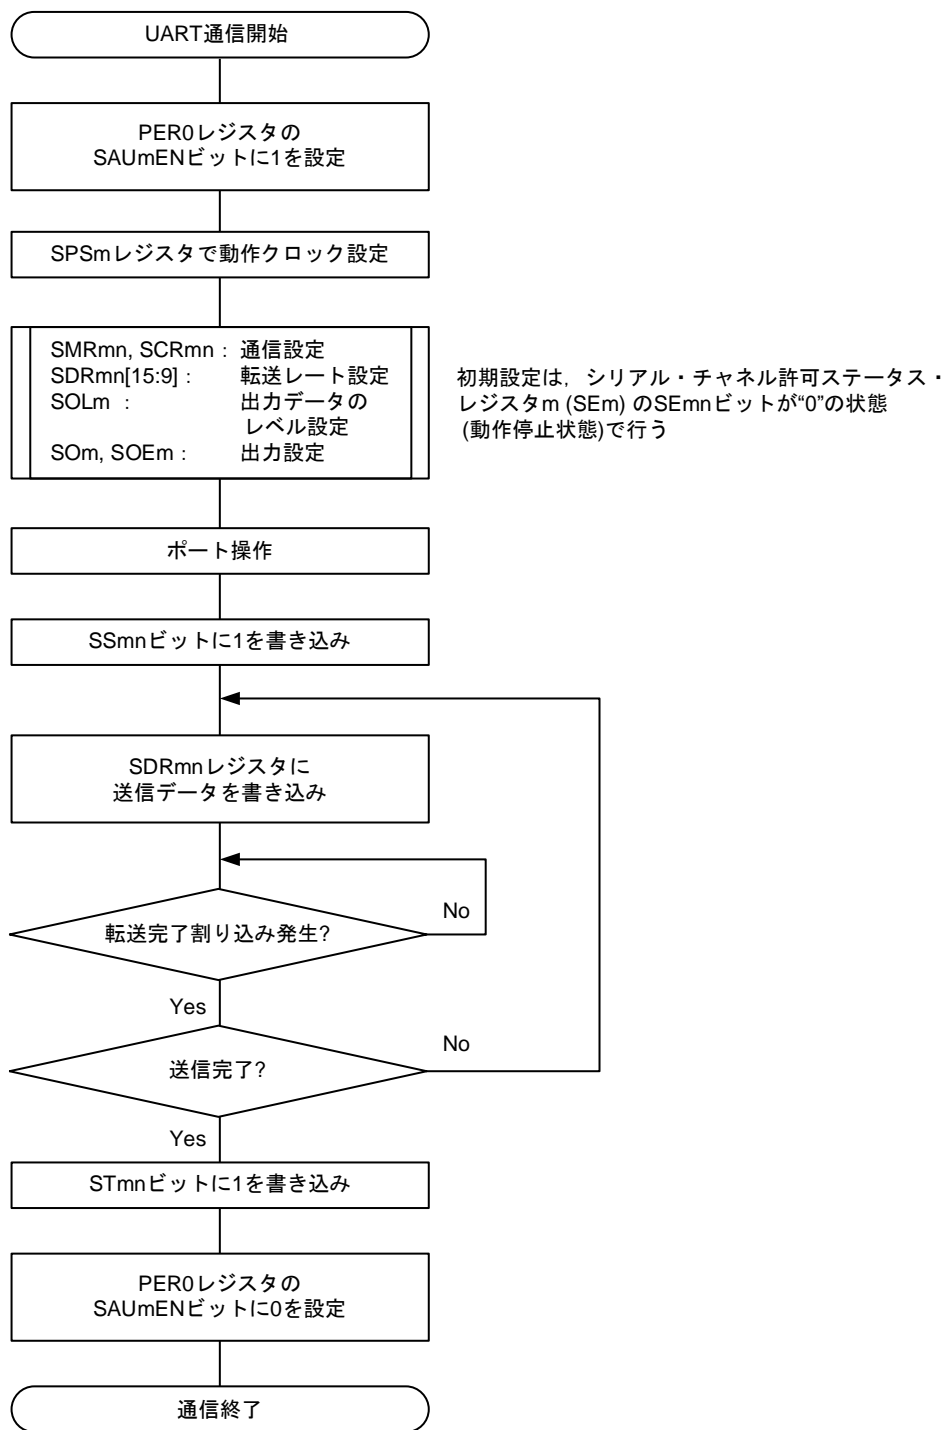 UART通信開始
PER0レジスタの
SAUmENビットに1を設定
SPSmレジスタで動作クロック設定
SMRmn, SCRmn : 通信設定
SDRmn[15:9] : 転送レート設定
SOLm : 出力データの
レベル設定
SOm, SOEm : 出力設定
初期設定は，シリアル・チャネル許可ステータス・
レジスタm (SEm) のSEmnビットが“0”の状態
(動作停止状態)で行う
ポート操作
SSmnビットに1を書き込み
SDRmnレジスタに
送信データを書き込み
No
転送完了割り込み発生?
Yes
No
送信完了?
Yes
STmnビットに1を書き込み
PER0レジスタの
SAUmENビットに0を設定
通信終了